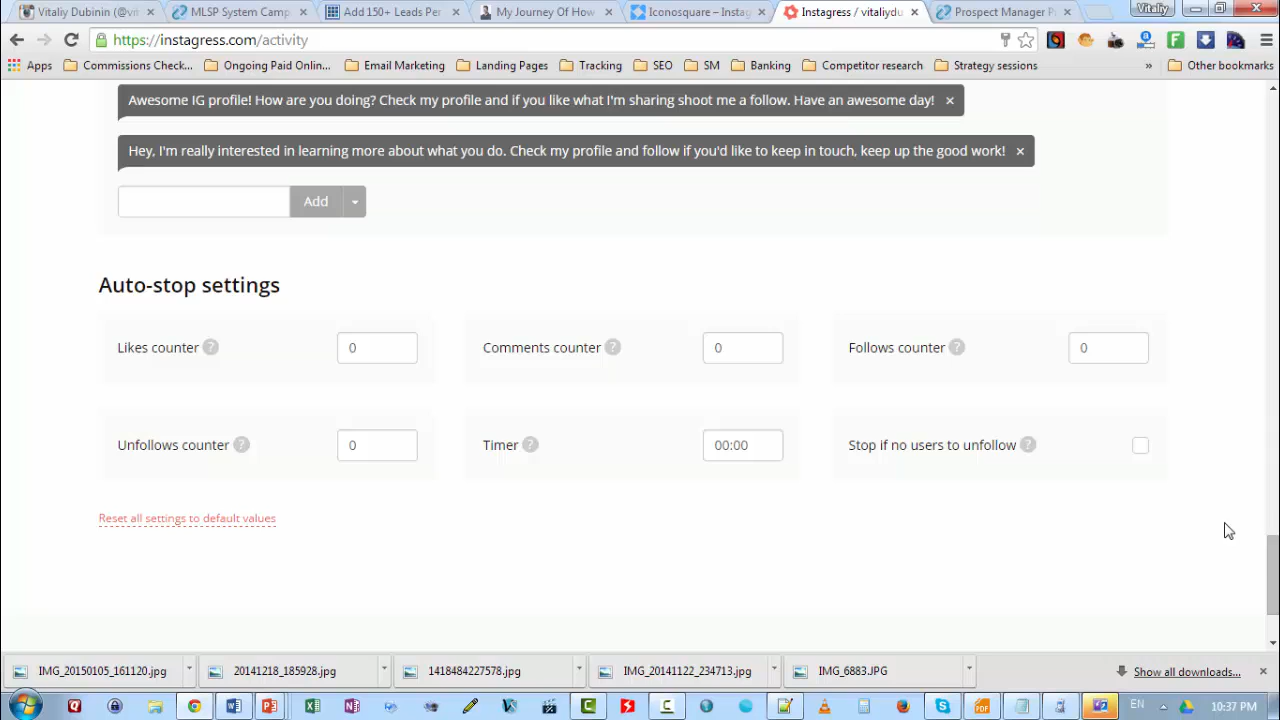 Vitaliy Dubinin (@vit
MLSP System Camp
Add 150+ Leads Per
My Journey Of How
Iconosquare – Instag
Instagress / vitaliydu
Prospect Manager P
Vitaliy
https://instagress.com/activity
Apps
Commissions Check...
Ongoing Paid Onlin...
Email Marketing
Landing Pages
Tracking
SEO
SM
Banking
Competitor research
Strategy sessions
»
Other bookmarks
Awesome IG profile! How are you doing? Check my profile and if you like what I'm sharing shoot me a follow. Have an awesome day! ×
Hey, I'm really interested in learning more about what you do. Check my profile and follow if you'd like to keep in touch, keep up the good work! ×
Add
Auto-stop settings
Likes counter ? 0
Comments counter ? 0
Follows counter ? 0
Unfollows counter ? 0
Timer ? 00:00
Stop if no users to unfollow ?
Reset all settings to default values
IMG_20150105_161120.jpg
20141218_185928.jpg
1418484227578.jpg
IMG_20141122_234713.jpg
IMG_6883.JPG
Show all downloads...
EN
10:37 PM